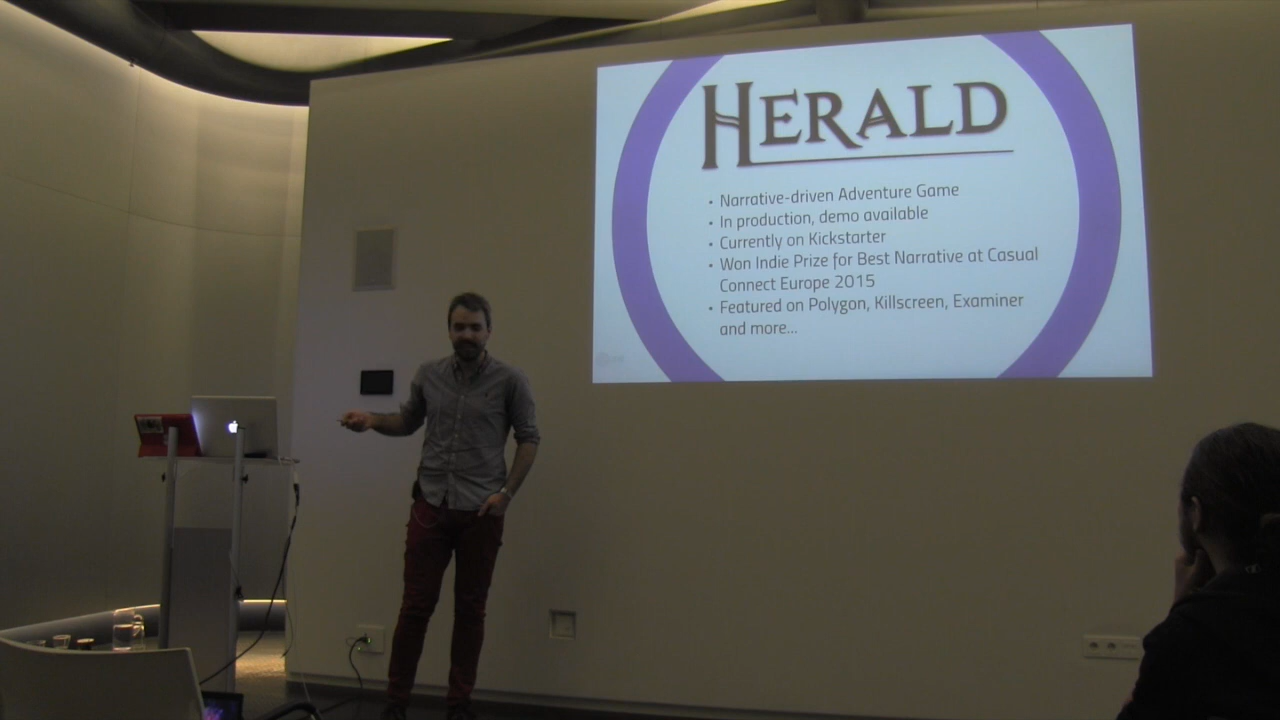 HERALD
• Narrative-driven Adventure Game
• In production, demo available
• Currently on Kickstarter
• Won Indie Prize for Best Narrative at Casual
Connect Europe 2015
• Featured on Polygon, Killscreen, Examiner
and more...